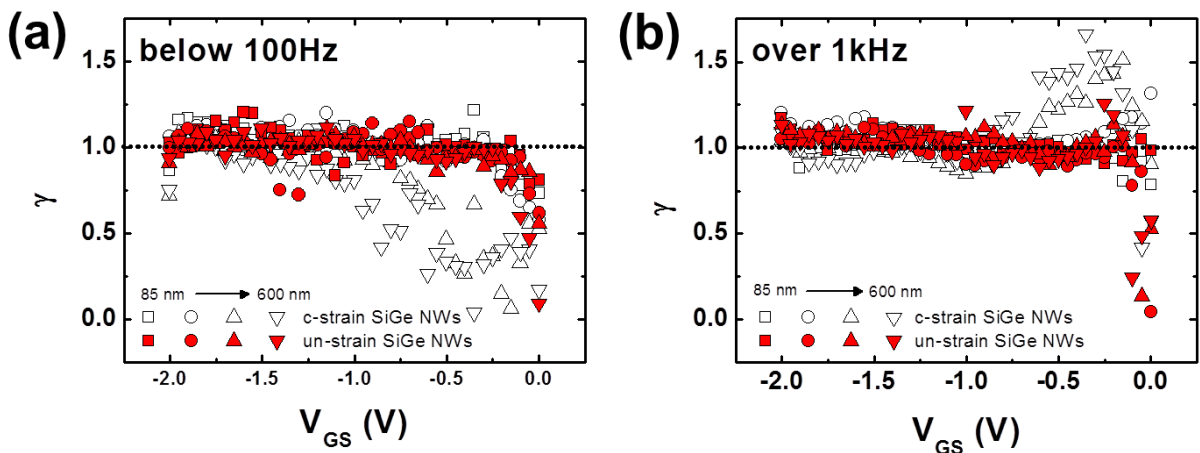 (a)
below 100Hz
1.5
1.0
0.5
0.0
γ
85 nm 600 nm
c-strain SiGe NWs
un-strain SiGe NWs
-2.0 -1.5 -1.0 -0.5 0.0
V_GS (V)
(b)
over 1kHz
1.5
1.0
0.5
0.0
γ
85 nm 600 nm
c-strain SiGe NWs
un-strain SiGe NWs
-2.0 -1.5 -1.0 -0.5 0.0
V_GS (V)